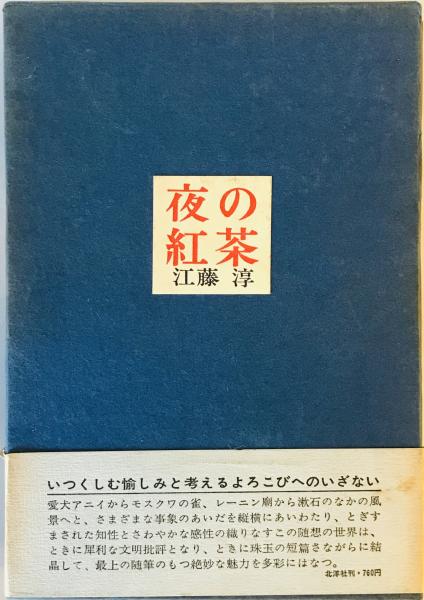 夜の
紅茶
江藤 淳
いつくしむ愉しみと考えるよろこびへのいざない
愛犬アニイからモスクワの雀、レーニン廟から漱石のなかの風
景へと、さまざまな事象のあいだを縦横にあいわたり、とぎす
まされた知性とさわやかな感性の織りなすこの随想の世界は、
ときに犀利な文明批評となり、ときに珠玉の短篇さながらに結
晶して、最上の随筆のもつ絶妙な魅力を多彩にはなつ。
北洋社刊・760円